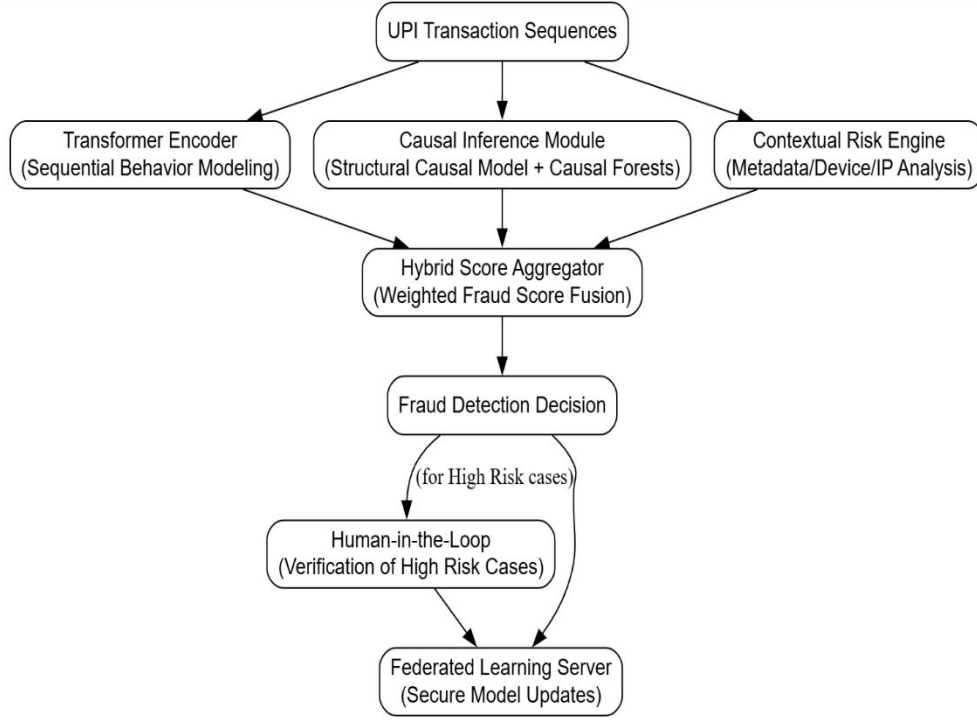 UPI Transaction Sequences
Transformer Encoder
(Sequential Behavior Modeling)
Causal Inference Module
(Structural Causal Model + Causal Forests)
Contextual Risk Engine
(Metadata/Device/IP Analysis)
Hybrid Score Aggregator
(Weighted Fraud Score Fusion)
Fraud Detection Decision
(for High Risk cases)
Human-in-the-Loop
(Verification of High Risk Cases)
Federated Learning Server
(Secure Model Updates)